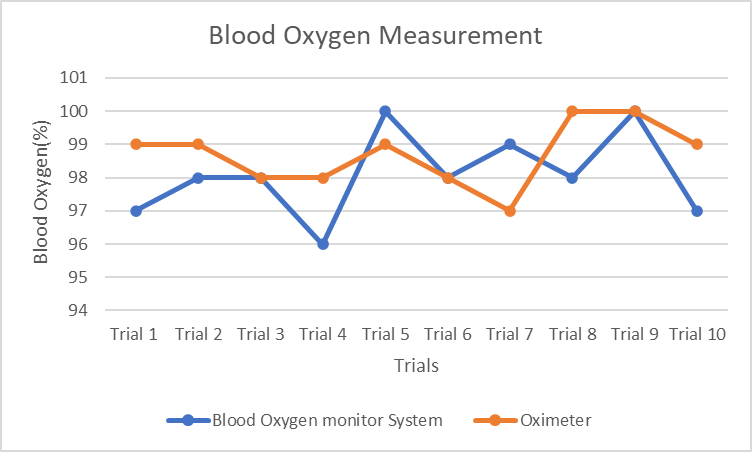 Blood Oxygen Measurement
101
100
99
98
97
96
95
94
Blood Oxygen(%)
Trial 1 Trial 2 Trial 3 Trial 4 Trial 5 Trial 6 Trial 7 Trial 8 Trial 9 Trial 10
Trials
Blood Oxygen monitor System Oximeter